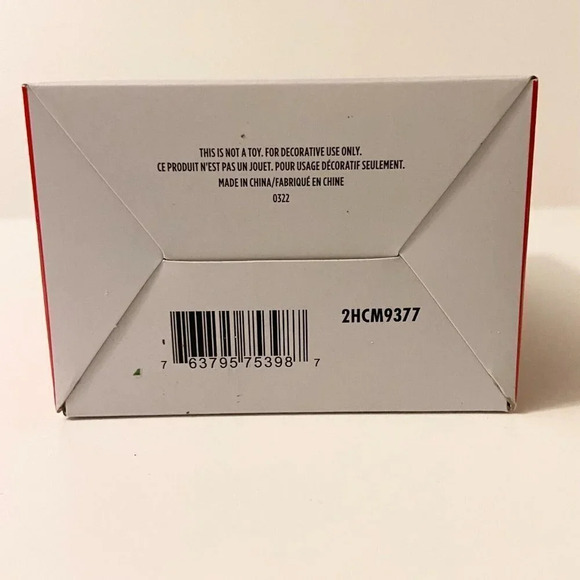 THIS IS NOT A TOY. FOR DECORATIVE USE ONLY.
CE PRODUIT N'EST PAS UN JOUET. POUR USAGE DÉCORATIF SEULEMENT.
MADE IN CHINA/FABRIQUÉ EN CHINE
0322
2HCM9377
7 63795 75398 7